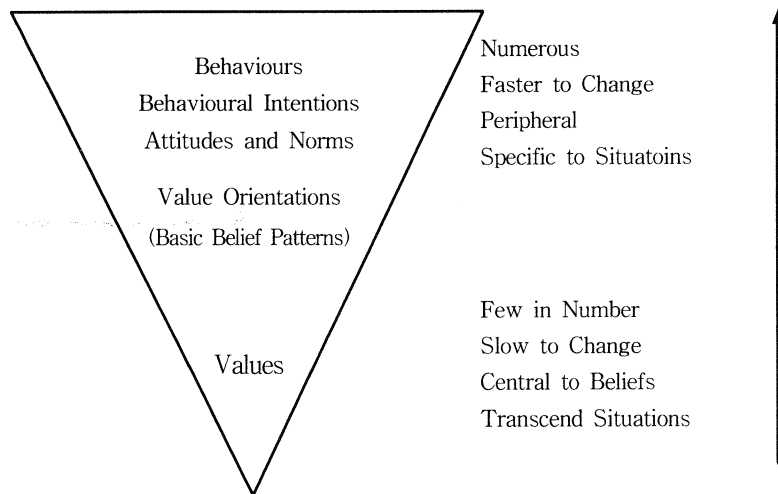 Behaviours
Behavioural Intentions
Attitudes and Norms
Value Orientations
(Basic Belief Patterns)
Values
Numerous
Faster to Change
Peripheral
Specific to Situatoins
Few in Number
Slow to Change
Central to Beliefs
Transcend Situations